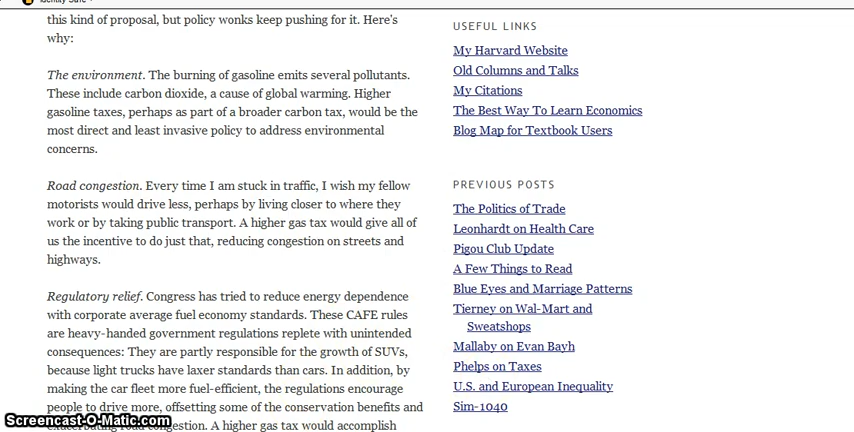 this kind of proposal, but policy wonks keep pushing for it. Here's
why:
The environment. The burning of gasoline emits several pollutants.
These include carbon dioxide, a cause of global warming. Higher
gasoline taxes, perhaps as part of a broader carbon tax, would be the
most direct and least invasive policy to address environmental
concerns.
Road congestion. Every time I am stuck in traffic, I wish my fellow
motorists would drive less, perhaps by living closer to where they
work or by taking public transport. A higher gas tax would give all of
us the incentive to do just that, reducing congestion on streets and
highways.
Regulatory relief. Congress has tried to reduce energy dependence
with corporate average fuel economy standards. These CAFE rules
are heavy-handed government regulations replete with unintended
consequences: They are partly responsible for the growth of SUVs,
because light trucks have laxer standards than cars. In addition, by
making the car fleet more fuel-efficient, the regulations encourage
people to drive more, offsetting some of the conservation benefits and
exacerbating road congestion. A higher gas tax would accomplish
USEFUL LINKS
My Harvard Website
Old Columns and Talks
My Citations
The Best Way To Learn Economics
Blog Map for Textbook Users
PREVIOUS POSTS
The Politics of Trade
Leonhardt on Health Care
Pigou Club Update
A Few Things to Read
Blue Eyes and Marriage Patterns
Tierney on Wal-Mart and
Sweatshops
Mallaby on Evan Bayh
Phelps on Taxes
U.S. and European Inequality
Sim-1040
Screencast-O-Matic.com